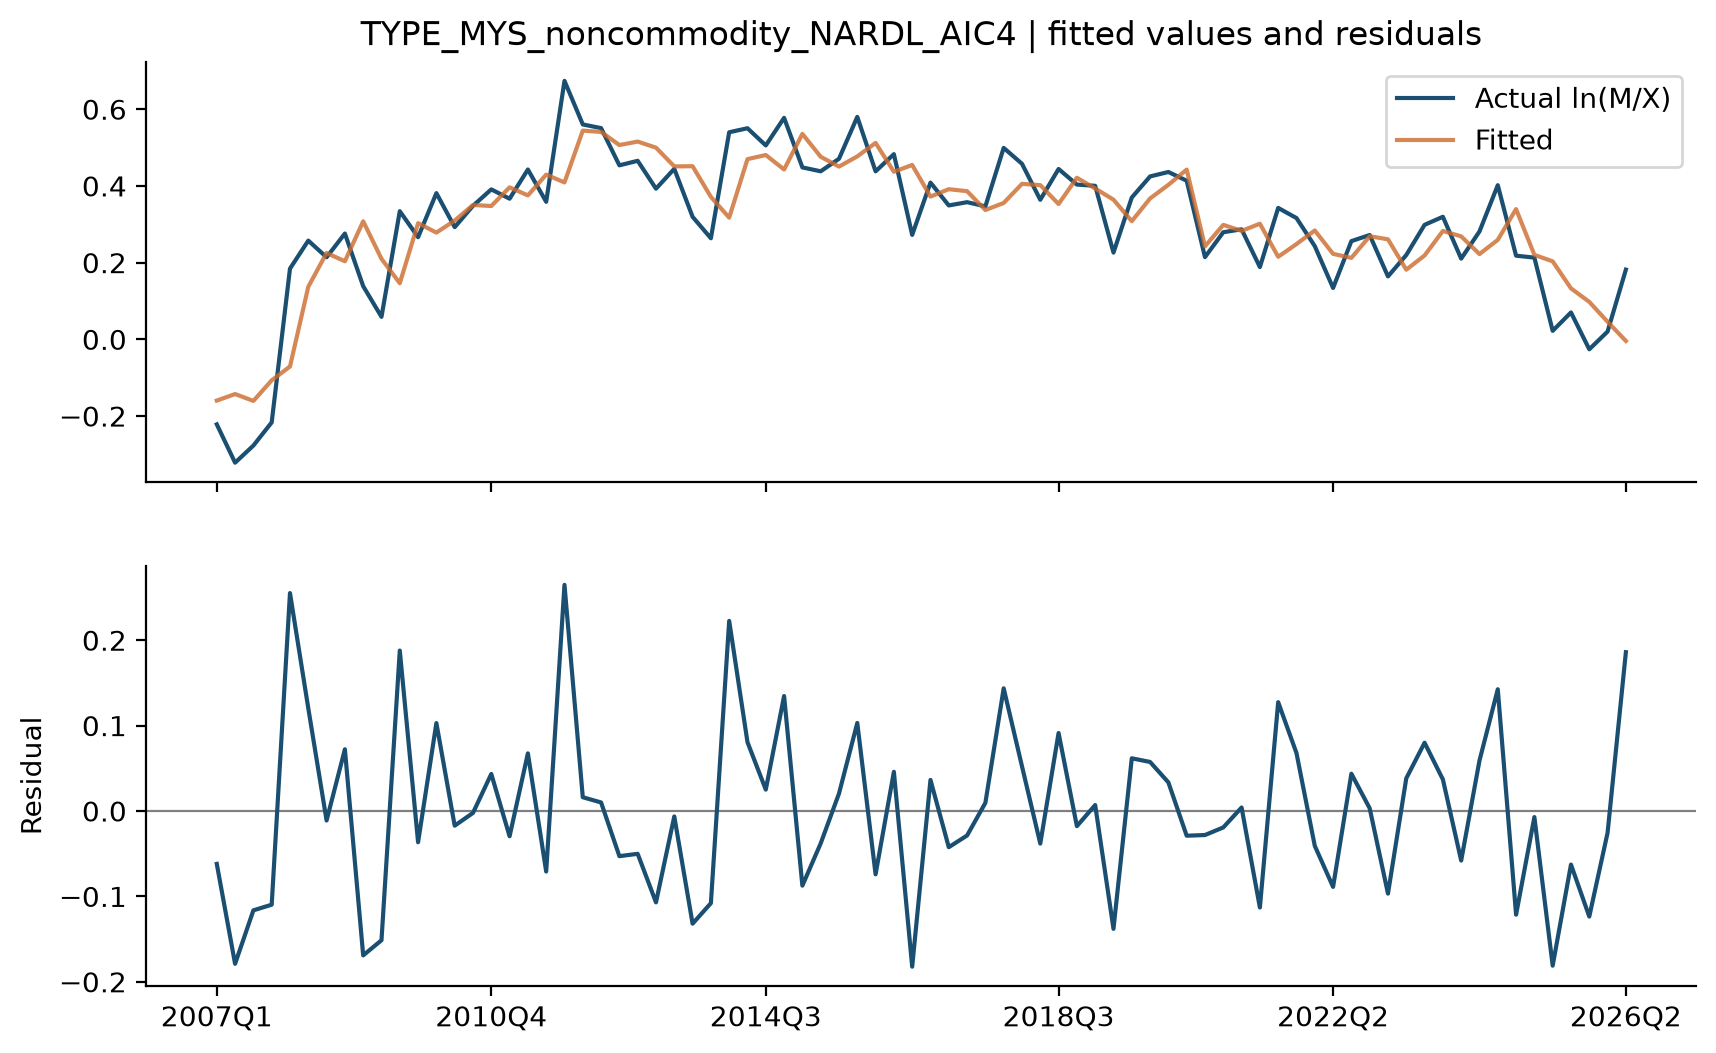 TYPE_MYS_noncommodity_NARDL_AIC4 | fitted values and residuals
Actual ln(M/X)
Fitted
0.6
0.4
0.2
0.0
−0.2
Residual
0.2
0.1
0.0
−0.1
−0.2
2007Q1 2010Q4 2014Q3 2018Q3 2022Q2 2026Q2